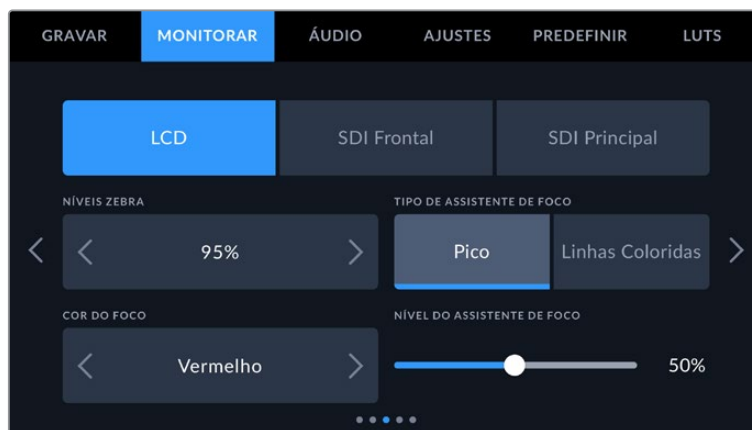 GRAVAR MONITORAR ÁUDIO AJUSTES PREDEFINIR LUTS
LCD SDI Frontal SDI Principal
NÍVEIS ZEBRA TIPO DE ASSISTENTE DE FOCO
95% Pico Linhas Coloridas
COR DO FOCO NÍVEL DO ASSISTENTE DE FOCO
Vermelho 50%